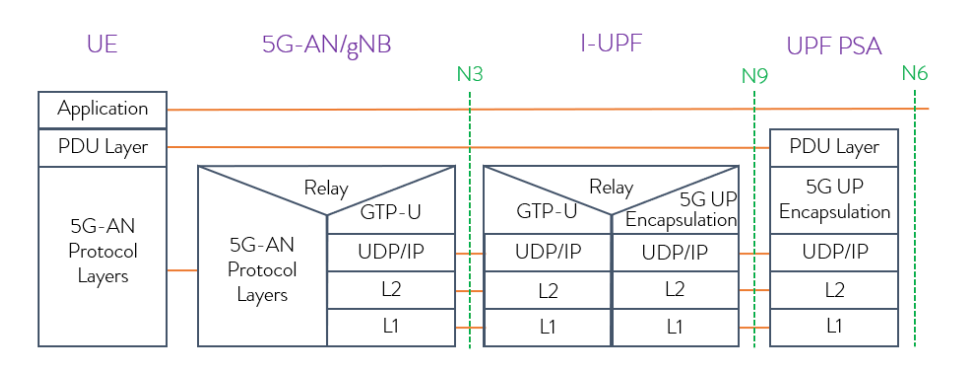 UE
5G-AN/gNB
I-UPF
UPF PSA
N3
N9
N6
Application
PDU Layer
PDU Layer
5G-AN
Protocol
Layers
Relay
5G-AN
Protocol
Layers
GTP-U
UDP/IP
L2
L1
Relay
GTP-U
UDP/IP
L2
L1
5G UP
Encapsulation
UDP/IP
L2
L1
5G UP
Encapsulation
UDP/IP
L2
L1